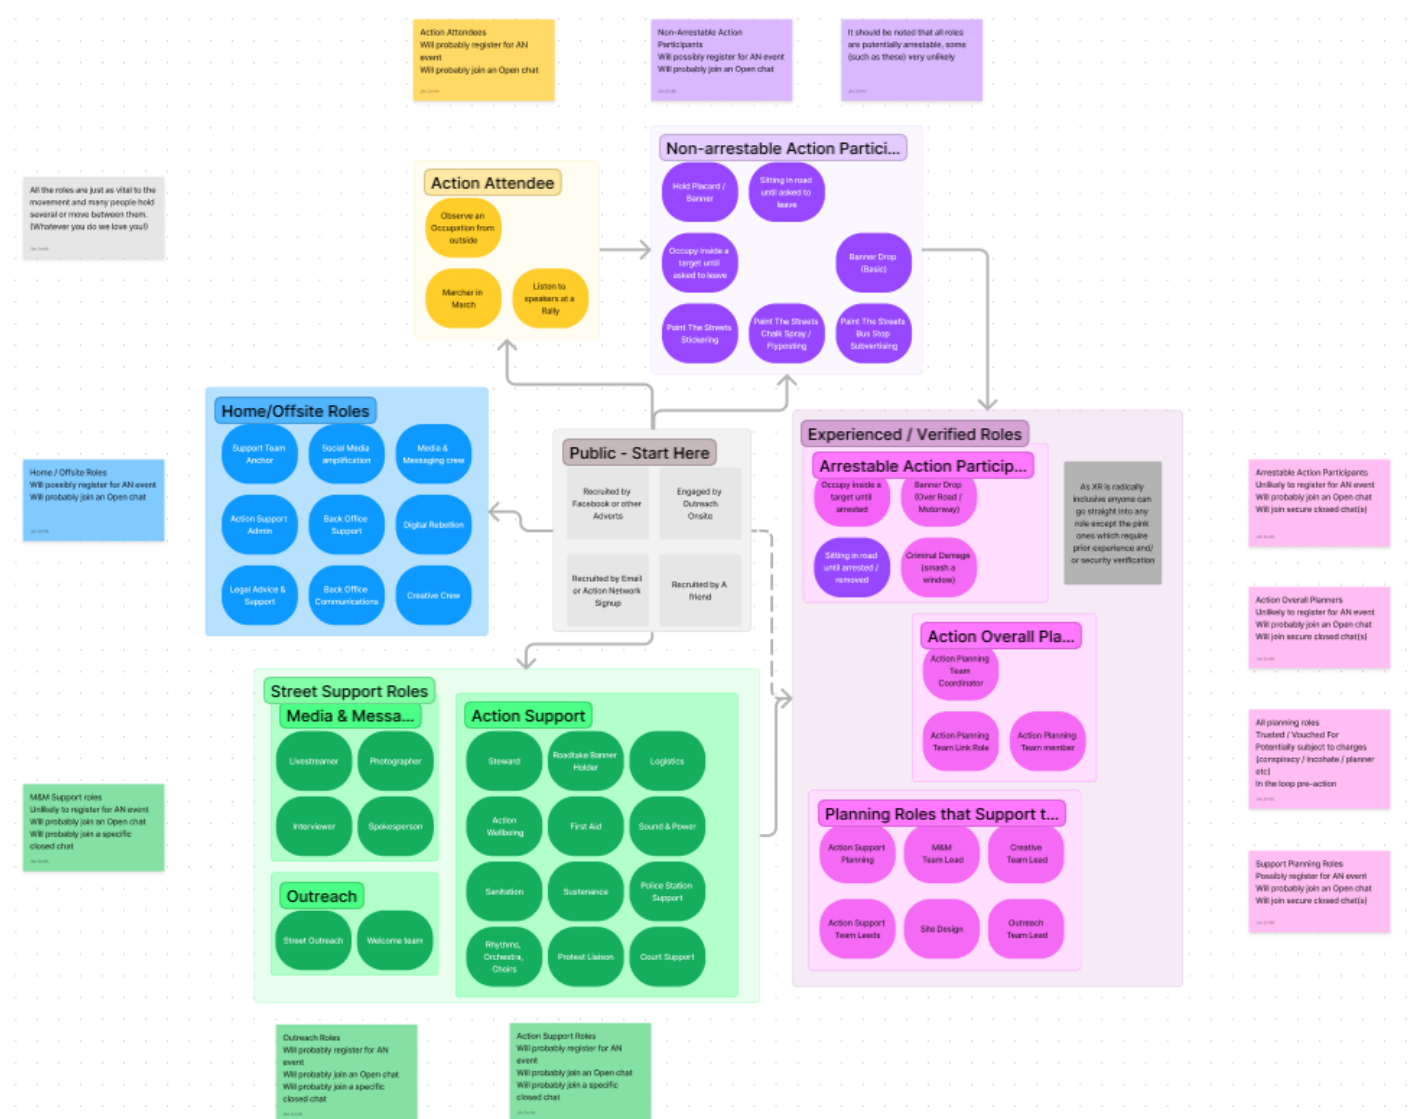 Action Attendees
Will probably register for AN
event
Will probably join an Open chat
Jim Smith
Non-Arrestable Action
Participants
Will possibly register for AN event
Will probably join an Open chat
Jim Smith
It should be noted that all roles
are potentially arrestable, some
(such as these) very unlikely
Jim Smith
All the roles are just as vital to the
movement and many people hold
several or move between them.
(Whatever you do we love you!)
Jim Smith
Action Attendee
Observe an
Occupation from
outside
Marcher in
March
Listen to
speakers at a
Rally
Non-arrestable Action Partici...
Hold Placard /
Banner
Sitting in road
until asked to
leave
Occupy inside a
target until
asked to leave
Banner Drop
(Basic)
Paint The Streets
Stickering
Paint The Streets
Chalk Spray /
Flyposting
Paint The Streets
Bus Stop
Subvertising
Home/Offsite Roles
Support Team
Anchor
Social Media
amplification
Media &
Messaging crew
Action Support
Admin
Back Office
Support
Digital Rebellion
Legal Advice &
Support
Back Office
Communications
Creative Crew
Home / Offsite Roles
Will possibly register for AN event
Will probably join an Open chat
Jim Smith
Public - Start Here
Recruited by
Facebook or other
Adverts
Engaged by
Outreach
Onsite
Recruited by Email
or Action Network
Signup
Recruited by A
friend
Experienced / Verified Roles
Arrestable Action Particip...
Occupy inside a
target until
arrested
Banner Drop
(Over Road /
Motorway)
Sitting in road
until arrested /
removed
Criminal Damage
(smash a
window)
As XR is radically
inclusive anyone can
go straight into any
role except the pink
ones which require
prior experience and/
or security verification
Action Overall Pla...
Action Planning
Team
Coordinator
Action Planning
Team Link Role
Action Planning
Team member
Planning Roles that Support t...
Action Support
Planning
M&M
Team Lead
Creative
Team Lead
Action Support
Team Leads
Site Design
Outreach
Team Lead
Arrestable Action Participants
Unlikely to register for AN event
Will probably join an Open chat
Will join secure closed chat(s)
Jim Smith
Action Overall Planners
Unlikely to register for AN event
Will probably join an Open chat
Will join secure closed chat(s)
Jim Smith
All planning roles
Trusted / Vouched For
Potentially subject to charges
(conspiracy / incohate / planner
etc)
In the loop pre-action
Jim Smith
Support Planning Roles
Possibly register for AN event
Will probably join an Open chat
Will join secure closed chat(s)
Jim Smith
Street Support Roles
Media & Messa...
Livestreamer
Photographer
Interviewer
Spokesperson
Outreach
Street Outreach
Welcome team
Action Support
Steward
Roadtake Banner
Holder
Logistics
Action
Wellbeing
First Aid
Sound & Power
Sanitation
Sustenance
Police Station
Support
Rhythms,
Orchestra,
Choirs
Protest Liaison
Court Support
M&M Support roles
Unlikely to register for AN event
Will probably join an Open chat
Will probably join a specific
closed chat
Jim Smith
Outreach Roles
Will probably register for AN
event
Will probably join an Open chat
Will probably join a specific
closed chat
Jim Smith
Action Support Roles
Will probably register for AN
event
Will probably join an Open chat
Will probably join a specific
closed chat
Jim Smith